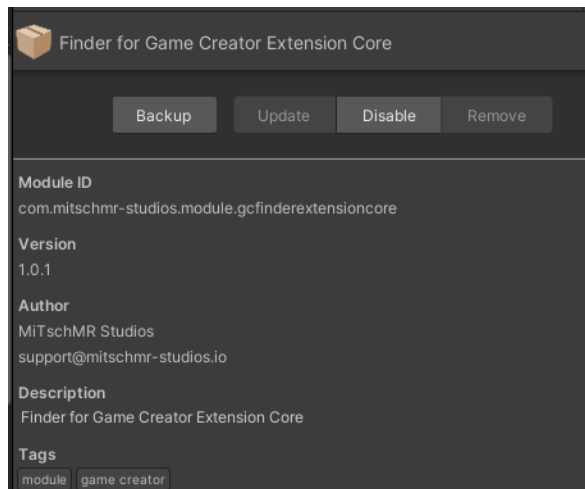 Finder for Game Creator Extension Core
Backup Update Disable Remove
Module ID
com.mitschmr-studios.module.gcfinderextensioncore
Version
1.0.1
Author
MiTschMR Studios
support@mitschmr-studios.io
Description
Finder for Game Creator Extension Core
Tags
module game creator